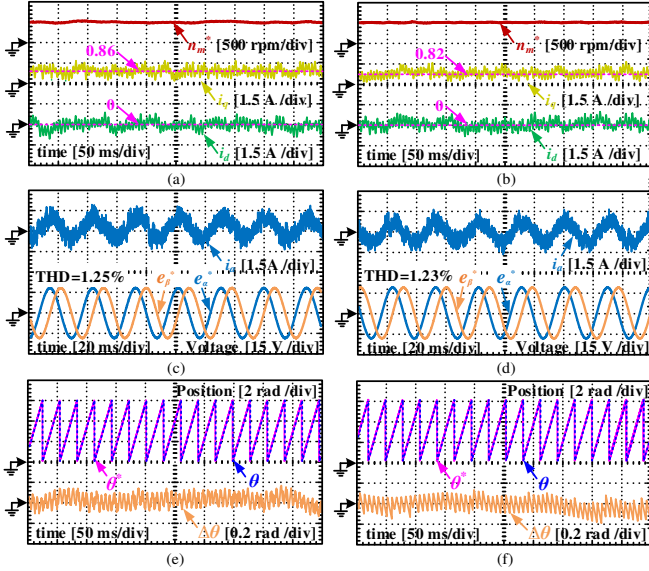 n_m^* [500 rpm/div]
0.86
i_q [1.5 A /div]
0
i_d [1.5 A /div]
time [50 ms/div]
(a)
n_m^* [500 rpm/div]
0.82
i_q [1.5 A /div]
0
i_d [1.5 A /div]
time [50 ms/div]
(b)
i_a [1.5A /div]
THD=1.25%
e_β^*
e_α^*
time [20 ms/div]
Voltage [15 V /div]
(c)
i_a [1.5A /div]
THD=1.23%
e_β^*
e_α^*
time [20 ms/div]
Voltage [15 V /div]
(d)
Position [2 rad /div]
θ^*
θ
Δθ [0.2 rad /div]
time [50 ms/div]
(e)
Position [2 rad /div]
θ^*
θ
Δθ [0.2 rad /div]
time [50 ms/div]
(f)